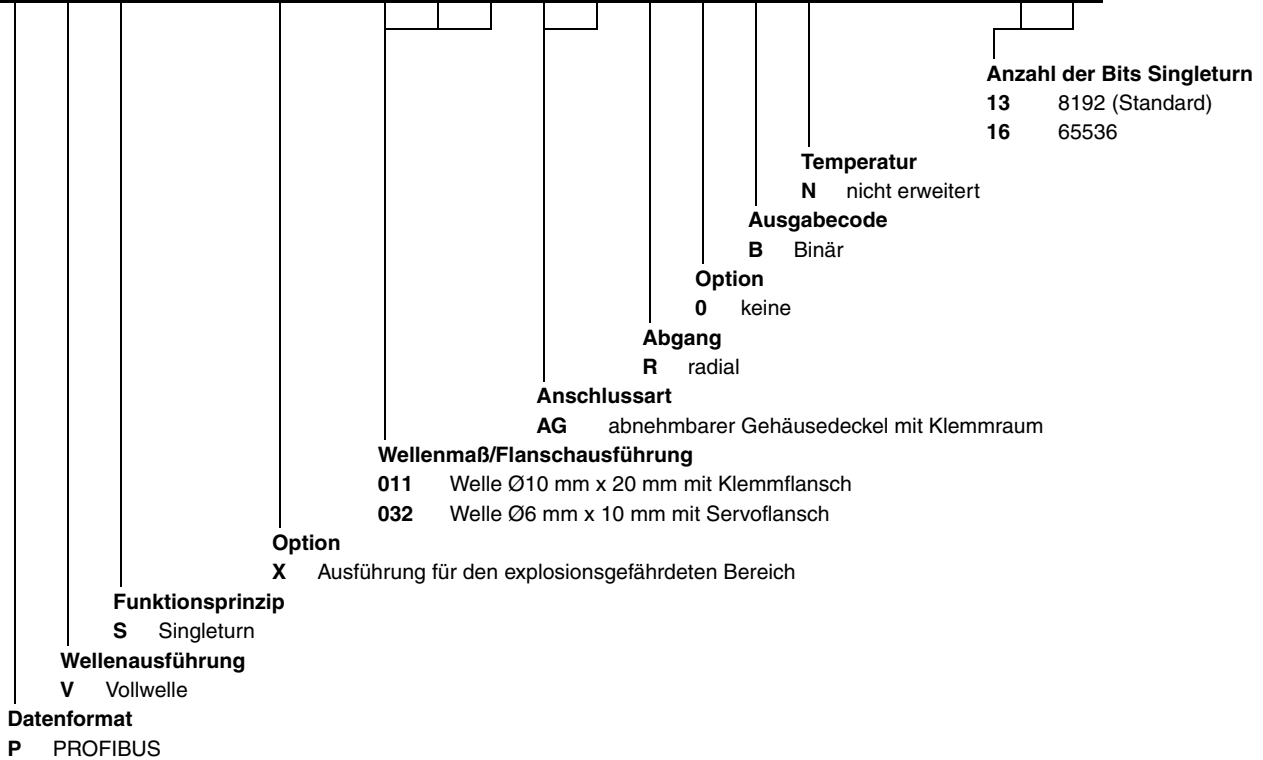 Anzahl der Bits Singleturn
13 8192 (Standard)
16 65536
Temperatur
N nicht erweitert
Ausgabecode
B Binär
Option
0 keine
Abgang
R radial
Anschlussart
AG abnehmbarer Gehäusedeckel mit Klemmraum
Wellenmaß/Flanschausführung
011 Welle Ø10 mm x 20 mm mit Klemmflansch
032 Welle Ø6 mm x 10 mm mit Servoflansch
Option
X Ausführung für den explosionsgefährdeten Bereich
Funktionsprinzip
S Singleturn
Wellenausführung
V Vollwelle
Datenformat
P PROFIBUS